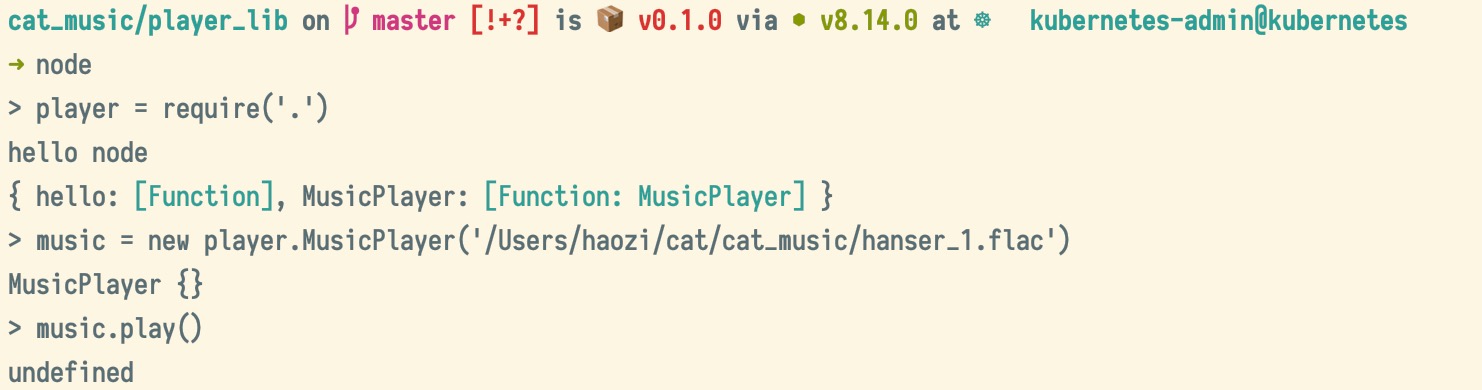 cat_music/player_lib on master [!+?] is 📦 v0.1.0 via ⬢ v8.14.0 at ☸ kubernetes-admin@kubernetes
➜ node
> player = require('.')
hello node
{ hello: [Function], MusicPlayer: [Function: MusicPlayer] }
> music = new player.MusicPlayer('/Users/haozi/cat/cat_music/hanser_1.flac')
MusicPlayer {}
> music.play()
undefined